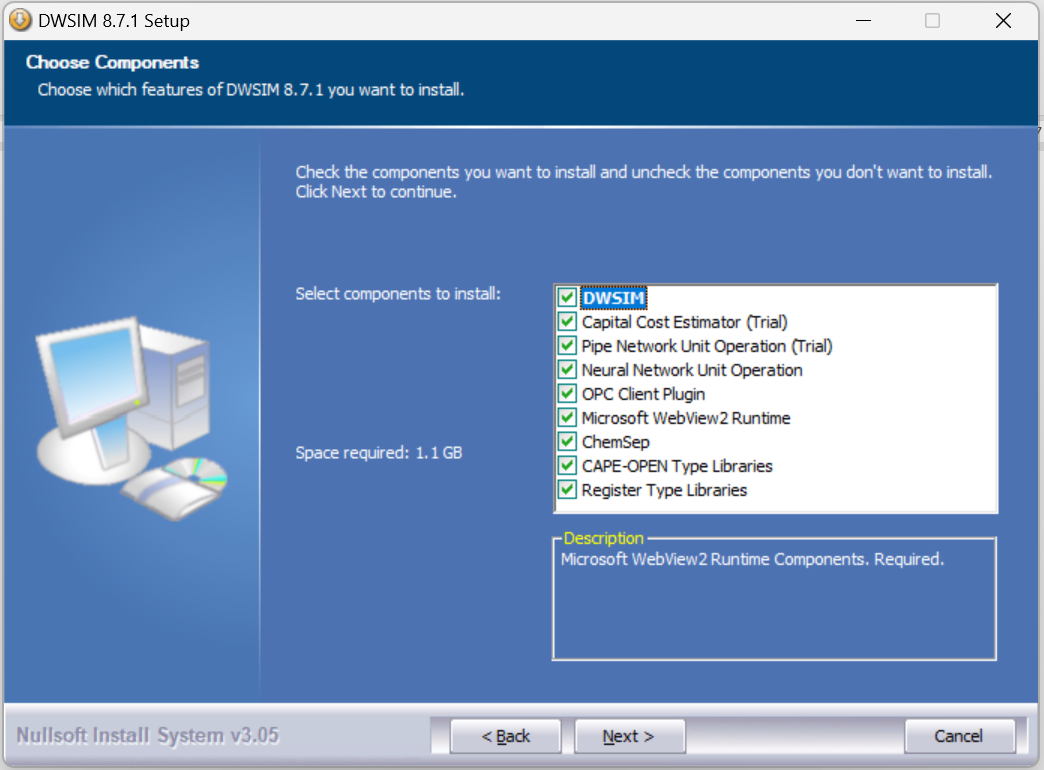 DWSIM 8.7.1 Setup
Choose Components
Choose which features of DWSIM 8.7.1 you want to install.
Check the components you want to install and uncheck the components you don't want to install.
Click Next to continue.
Select components to install:
DWSIM
Capital Cost Estimator (Trial)
Pipe Network Unit Operation (Trial)
Neural Network Unit Operation
OPC Client Plugin
Microsoft WebView2 Runtime
ChemSep
CAPE-OPEN Type Libraries
Register Type Libraries
Space required: 1.1 GB
Description
Microsoft WebView2 Runtime Components. Required.
Nullsoft Install System v3.05
< Back
Next >
Cancel